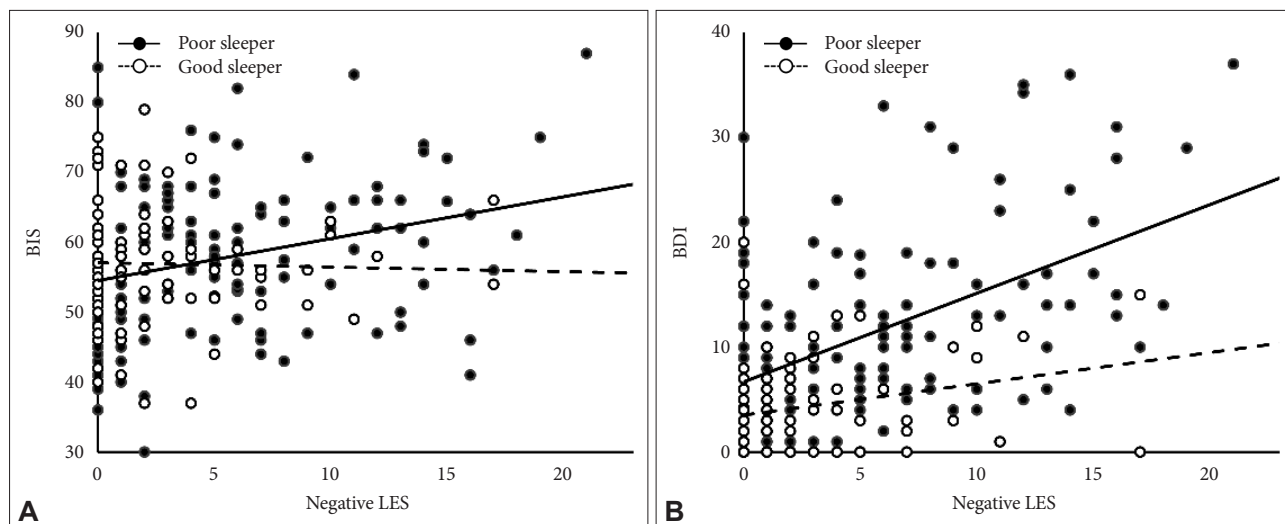 90
80
70
60
50
40
30
BIS
Poor sleeper
Good sleeper
0 5 10 15 20
Negative LES
A
40
30
20
10
0
BDI
Poor sleeper
Good sleeper
0 5 10 15 20
Negative LES
B